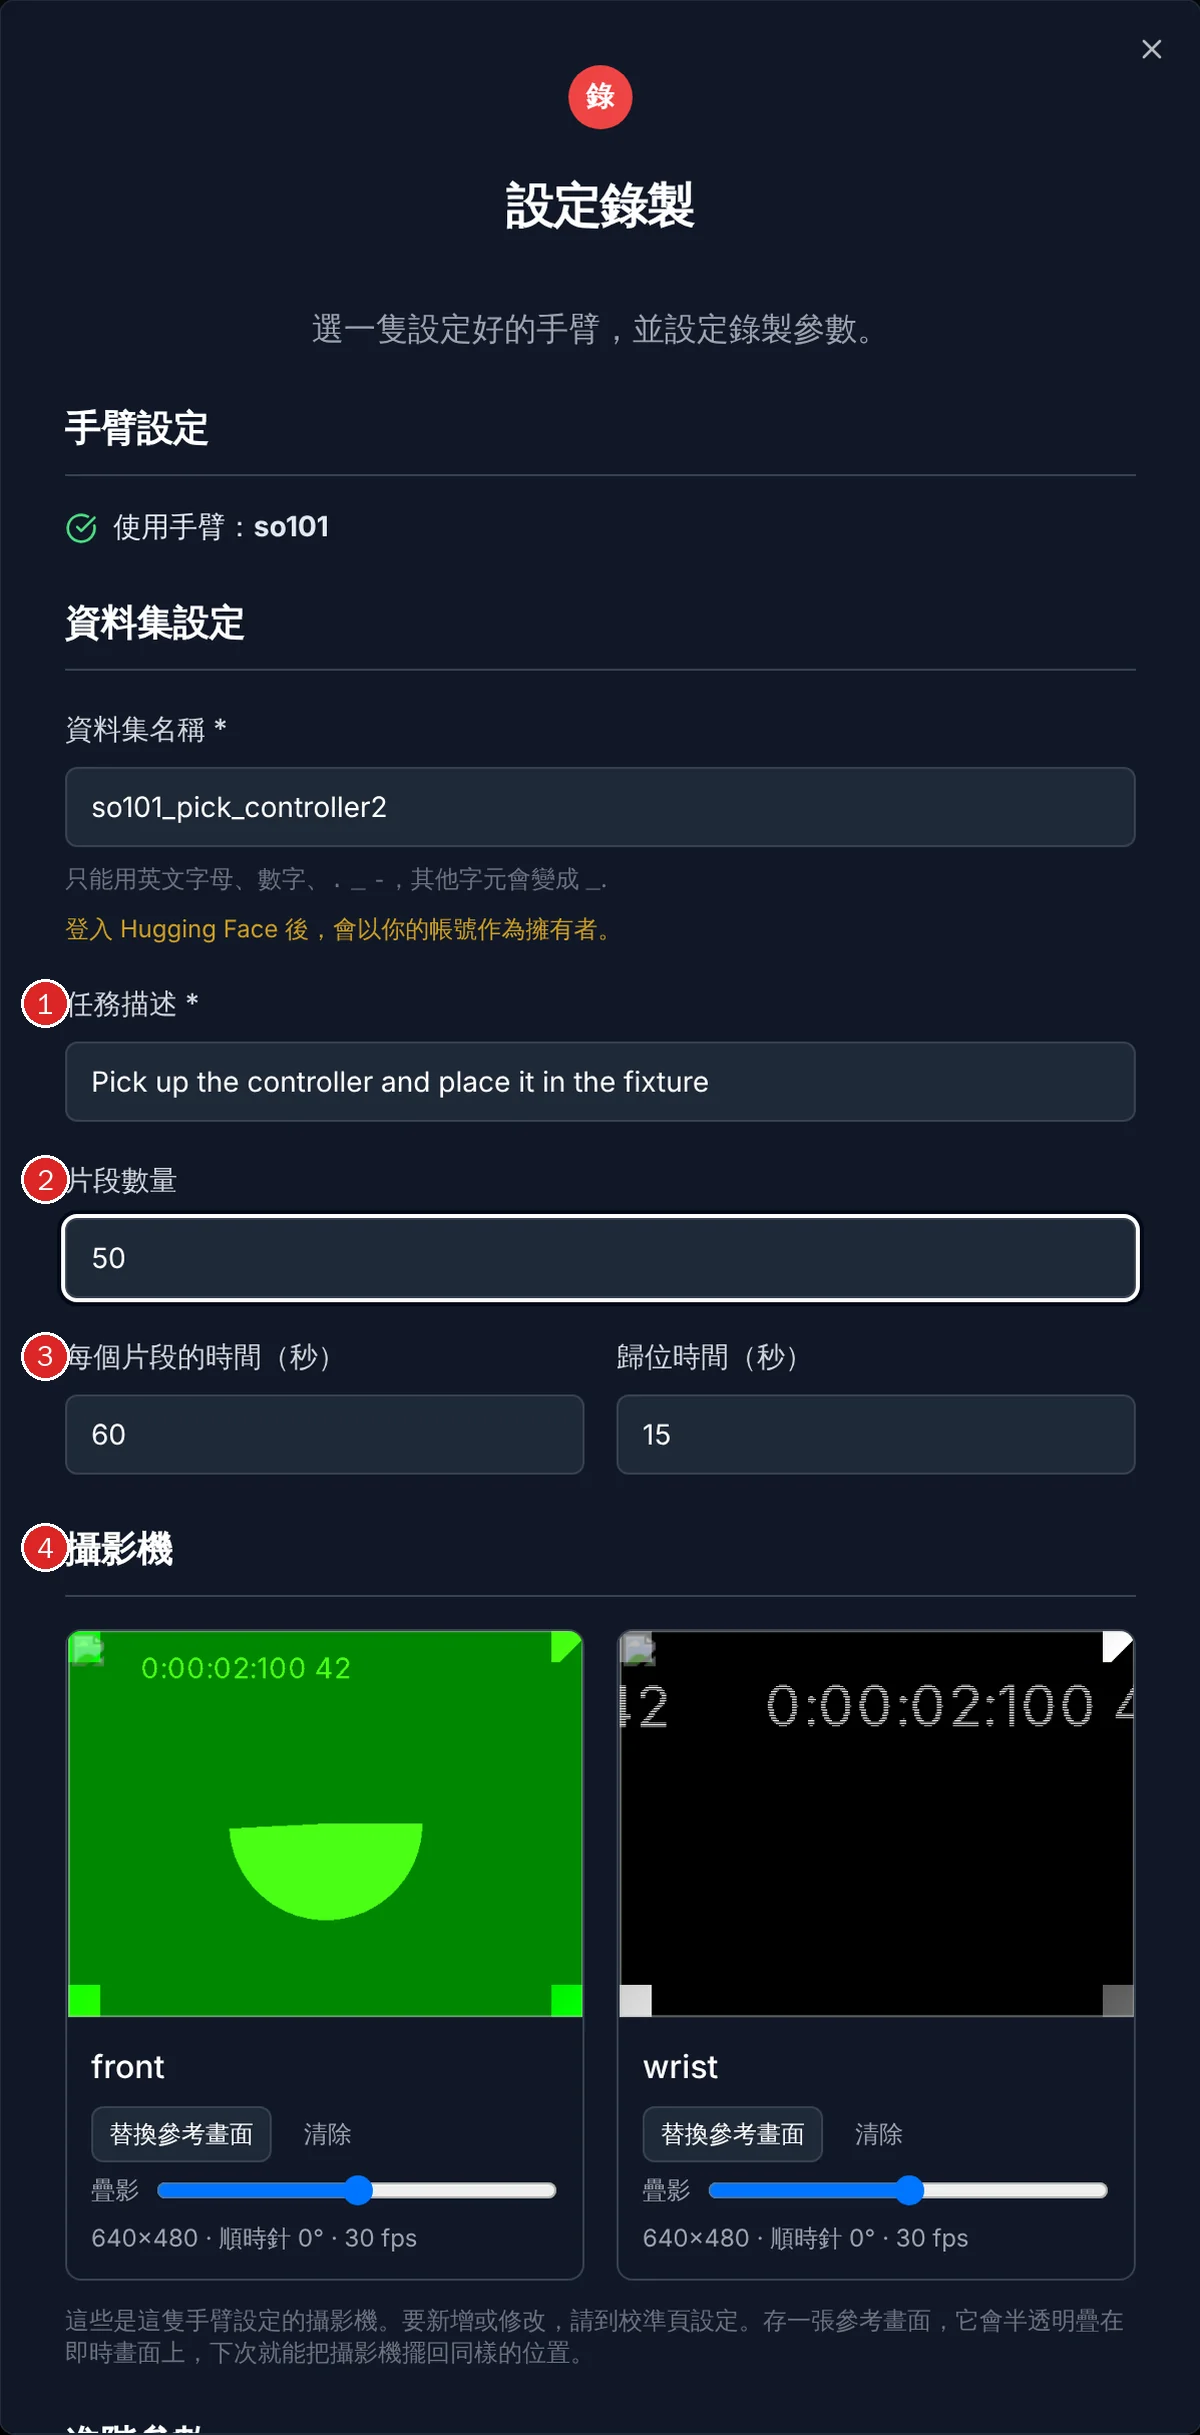 錄
設定錄製
選一隻設定好的手臂，並設定錄製參數。
手臂設定
使用手臂：so101
資料集設定
資料集名稱 *
so101_pick_controller2
只能用英文字母、數字、. _ -，其他字元會變成 _.
登入 Hugging Face 後，會以你的帳號作為擁有者。
1 任務描述 *
Pick up the controller and place it in the fixture
2 片段數量
50
3 每個片段的時間（秒） 歸位時間（秒）
60 15
4 攝影機
0:00:02:100 42
42 0:00:02:100 4
front wrist
替換參考畫面 清除 替換參考畫面 清除
疊影 疊影
640×480 · 順時針 0° · 30 fps 640×480 · 順時針 0° · 30 fps
這些是這隻手臂設定的攝影機。要新增或修改，請到校準頁設定。存一張參考畫面，它會半透明疊在
即時畫面上，下次就能把攝影機擺回同樣的位置。